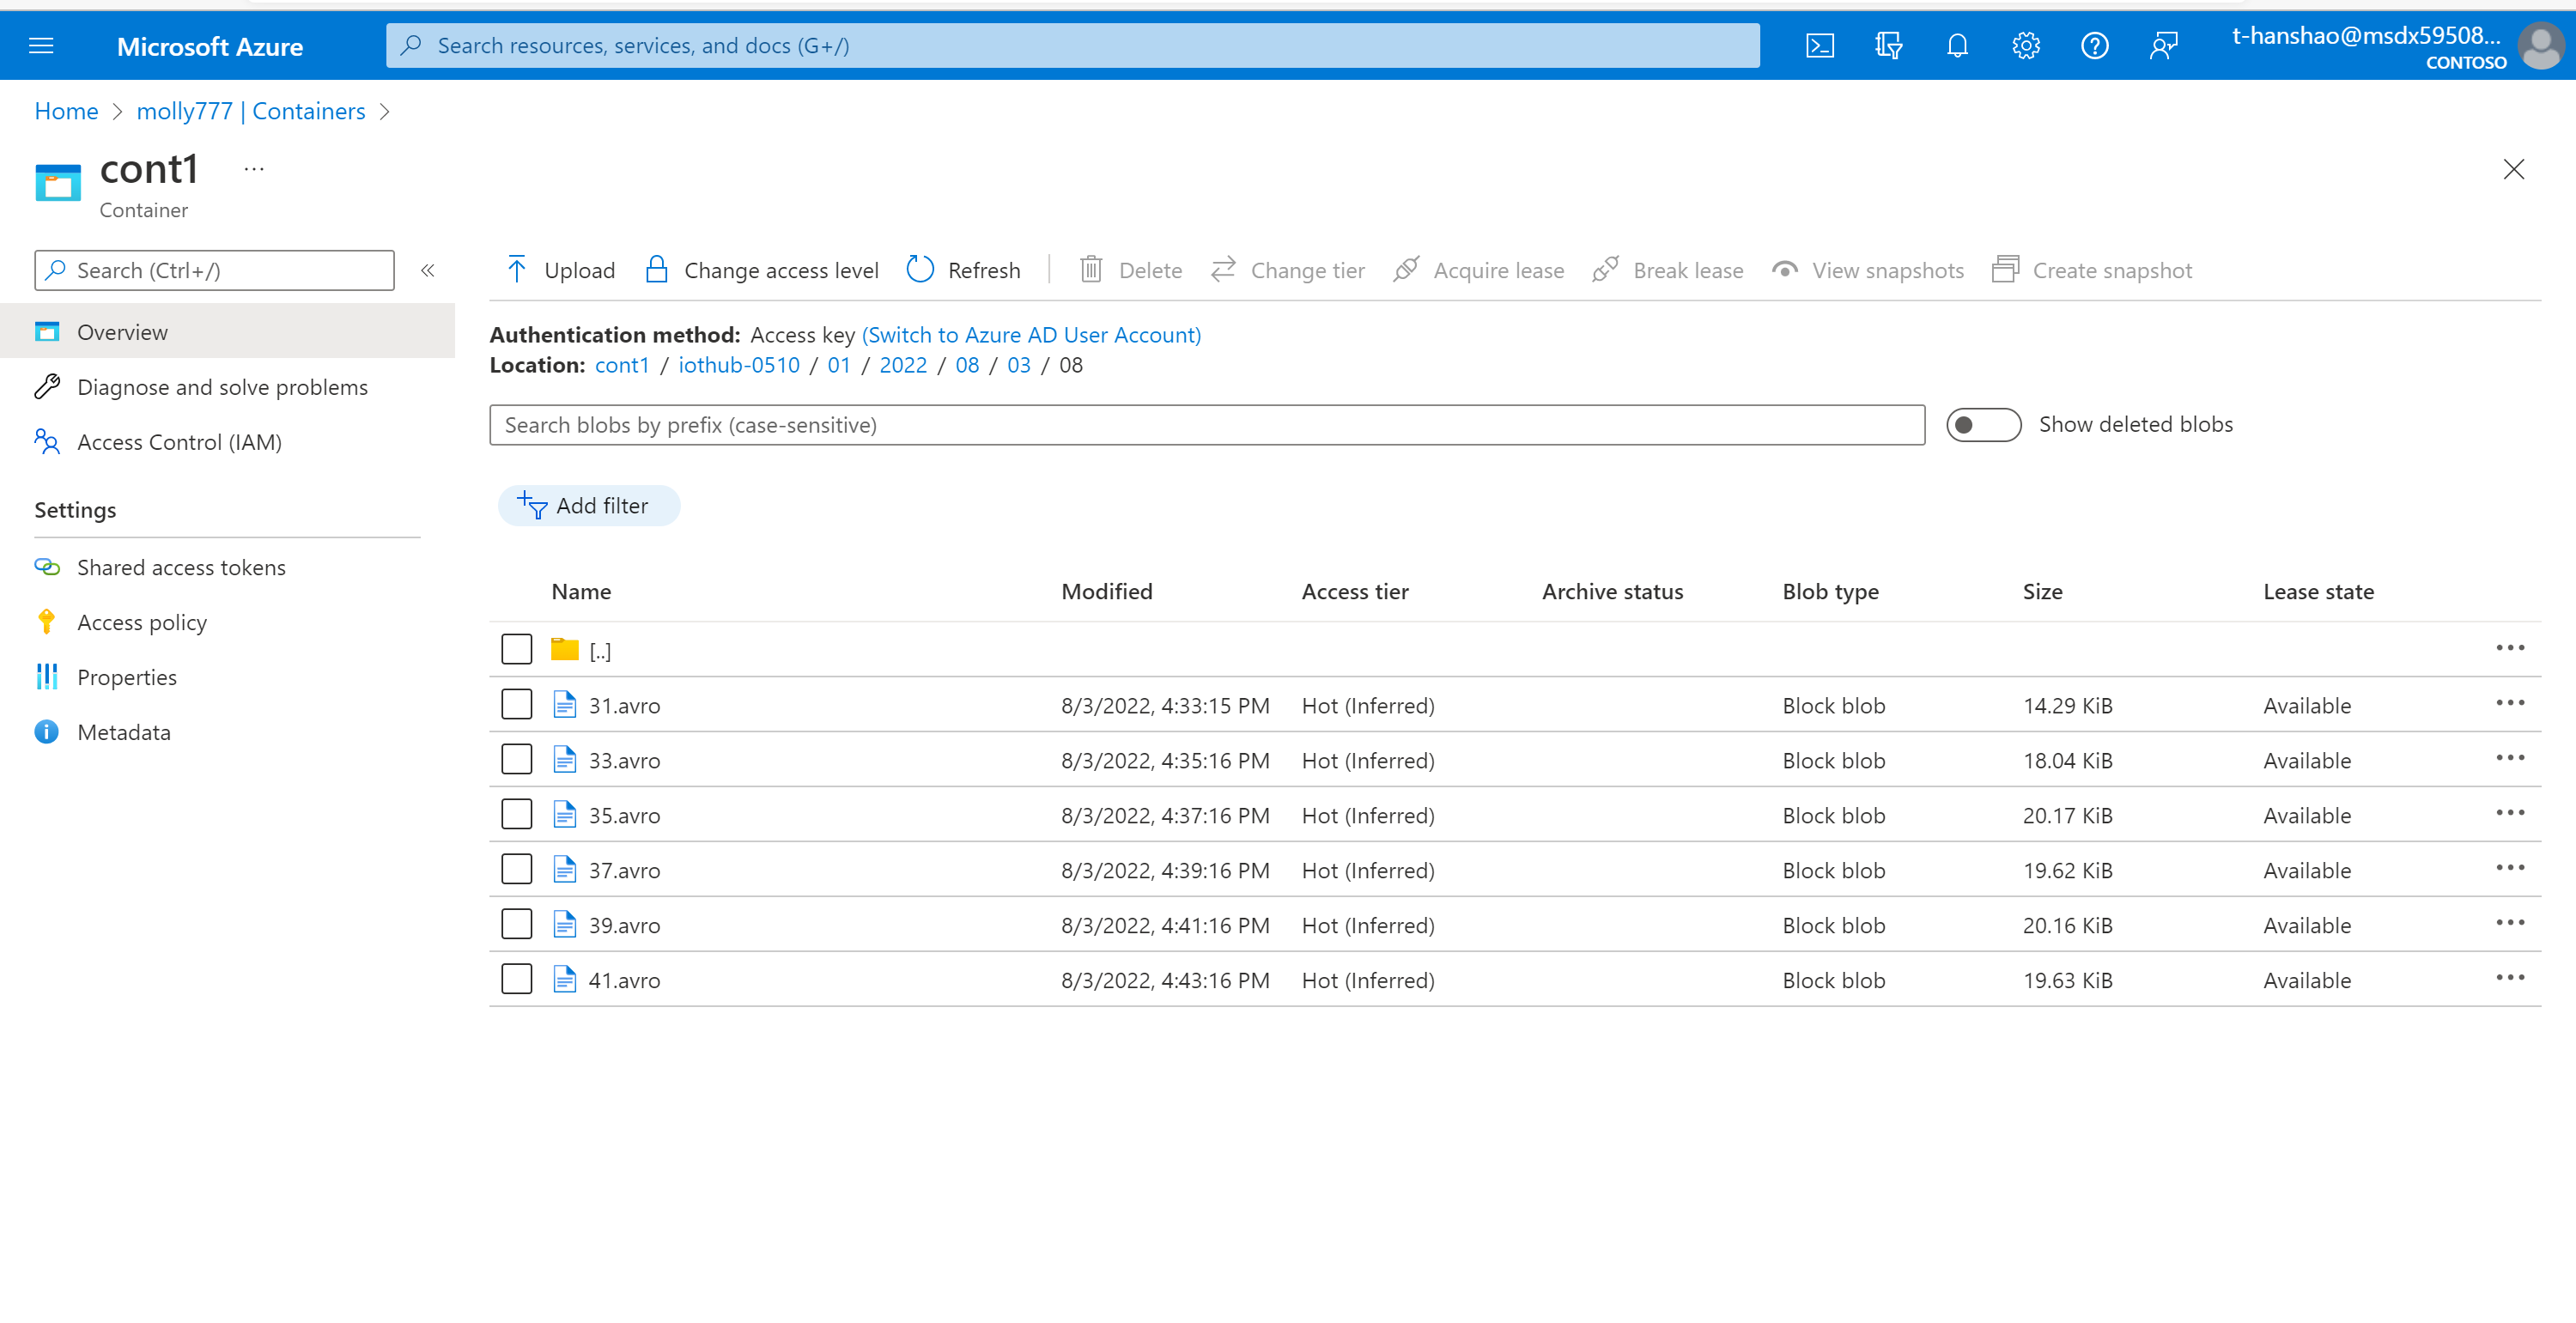 Microsoft Azure
Search resources, services, and docs (G+/)
t-hanshao@msdx59508...
CONTOSO
Home > molly777 | Containers >
cont1 ...
Container
Search (Ctrl+/) «
Overview
Diagnose and solve problems
Access Control (IAM)
Settings
Shared access tokens
Access policy
Properties
Metadata
Upload Change access level Refresh | Delete Change tier Acquire lease Break lease View snapshots Create snapshot
Authentication method: Access key (Switch to Azure AD User Account)
Location: cont1 / iothub-0510 / 01 / 2022 / 08 / 03 / 08
Search blobs by prefix (case-sensitive) Show deleted blobs
Add filter
Name Modified Access tier Archive status Blob type Size Lease state
[..]
31.avro 8/3/2022, 4:33:15 PM Hot (Inferred) Block blob 14.29 KiB Available
33.avro 8/3/2022, 4:35:16 PM Hot (Inferred) Block blob 18.04 KiB Available
35.avro 8/3/2022, 4:37:16 PM Hot (Inferred) Block blob 20.17 KiB Available
37.avro 8/3/2022, 4:39:16 PM Hot (Inferred) Block blob 19.62 KiB Available
39.avro 8/3/2022, 4:41:16 PM Hot (Inferred) Block blob 20.16 KiB Available
41.avro 8/3/2022, 4:43:16 PM Hot (Inferred) Block blob 19.63 KiB Available